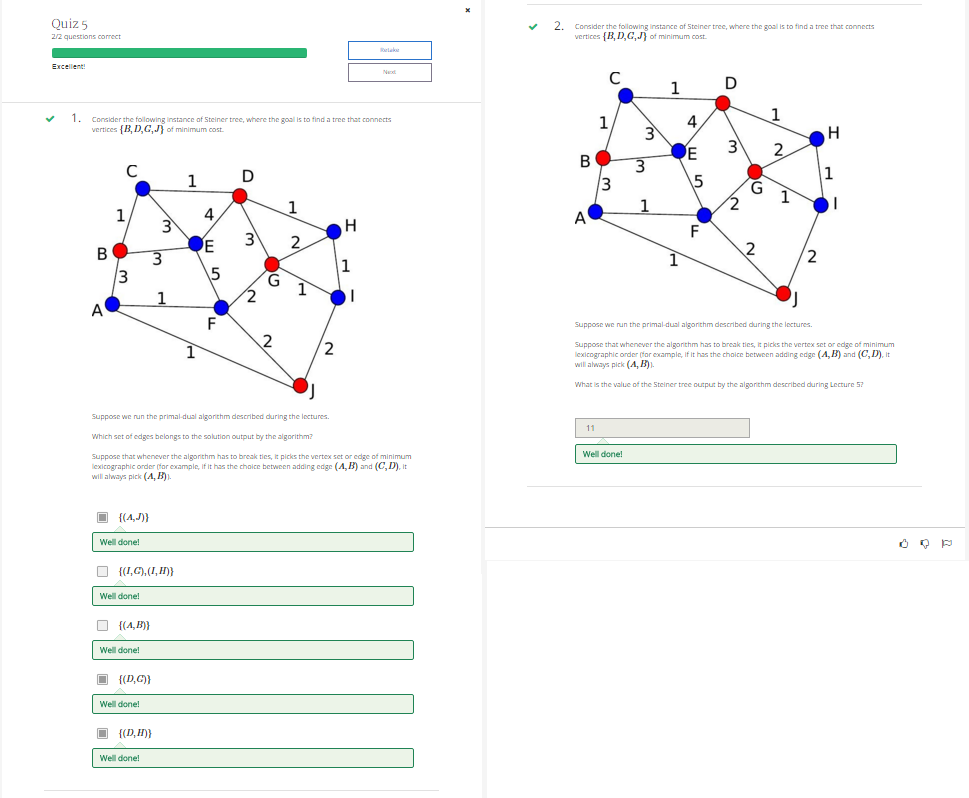 Quiz 5
2/2 questions correct
Excellent!
Retake
Next
×
1. Consider the following instance of Steiner tree, where the goal is to find a tree that connects
vertices {B, D, G, J} of minimum cost.
C 1 D
1 3 4 1 H
B 3 E 3 2
3 5 G 1
A 1 F 2 1 I
1 2 2
J
Suppose we run the primal-dual algorithm described during the lectures.
Which set of edges belongs to the solution output by the algorithm?
Suppose that whenever the algorithm has to break ties, it picks the vertex set or edge of minimum
lexicographic order (for example, if it has the choice between adding edge (A, B) and (C, D), it
will always pick (A, B)).
{(A, J)}
Well done!
{(I, G), (I, H)}
Well done!
{(A, B)}
Well done!
{(D, G)}
Well done!
{(D, H)}
Well done!
2. Consider the following instance of Steiner tree, where the goal is to find a tree that connects
vertices {B, D, G, J} of minimum cost.
C 1 D
1 3 4 1 H
B 3 E 3 2
3 5 G 1
A 1 F 2 1 I
1 2 2
J
Suppose we run the primal-dual algorithm described during the lectures.
Suppose that whenever the algorithm has to break ties, it picks the vertex set or edge of minimum
lexicographic order (for example, if it has the choice between adding edge (A, B) and (C, D), it
will always pick (A, B)).
What is the value of the Steiner tree output by the algorithm described during Lecture 5?
11
Well done!